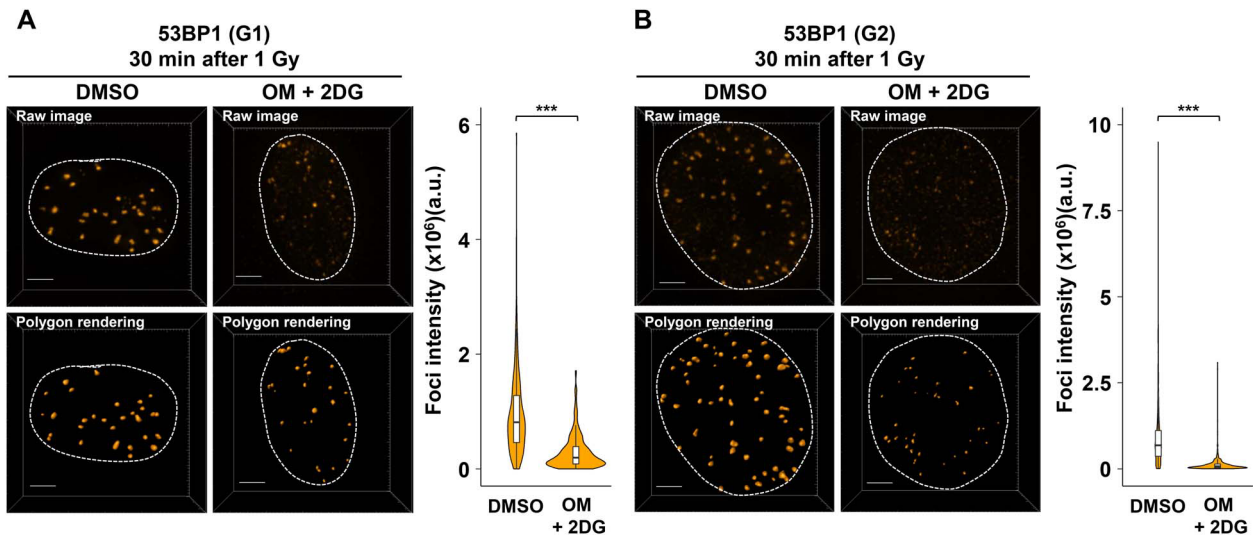 A
53BP1 (G1)
30 min after 1 Gy
DMSO
OM + 2DG
Raw image
Raw image
Polygon rendering
Polygon rendering
***
Foci intensity (x10⁶)(a.u.)
6
4
2
0
DMSO
OM
+ 2DG
B
53BP1 (G2)
30 min after 1 Gy
DMSO
OM + 2DG
Raw image
Raw image
Polygon rendering
Polygon rendering
***
Foci intensity (x10⁶)(a.u.)
10
7.5
5
2.5
0
DMSO
OM
+ 2DG